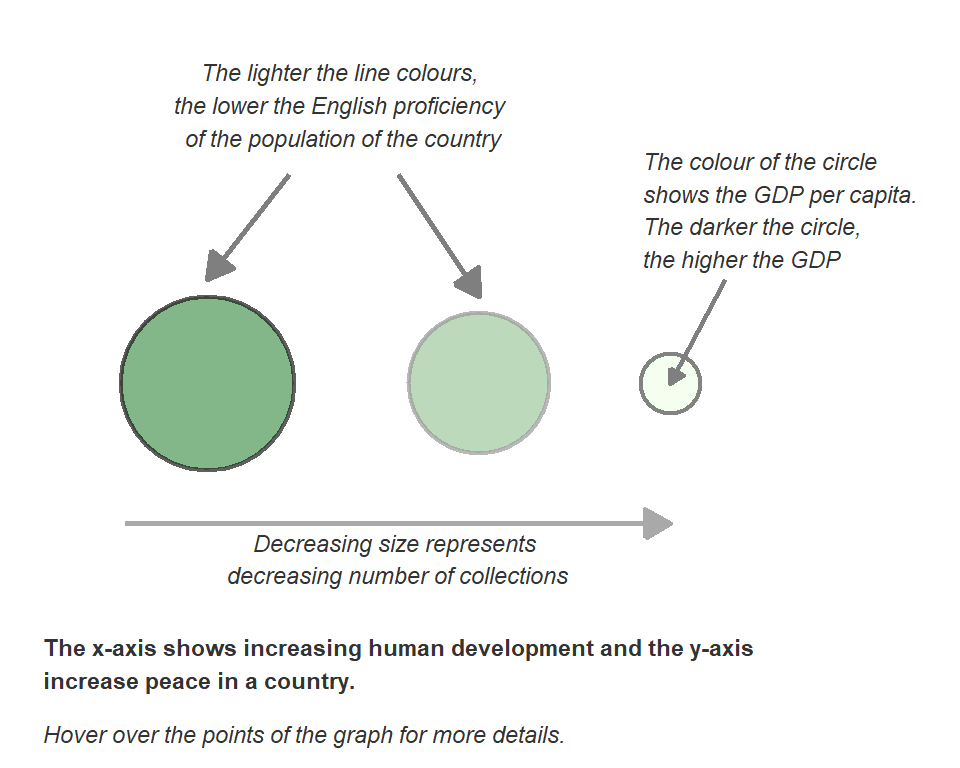 The lighter the line colours,
the lower the English proficiency
of the population of the country
The colour of the circle
shows the GDP per capita.
The darker the circle,
the higher the GDP
Decreasing size represents
decreasing number of collections
The x-axis shows increasing human development and the y-axis
increase peace in a country.
Hover over the points of the graph for more details.